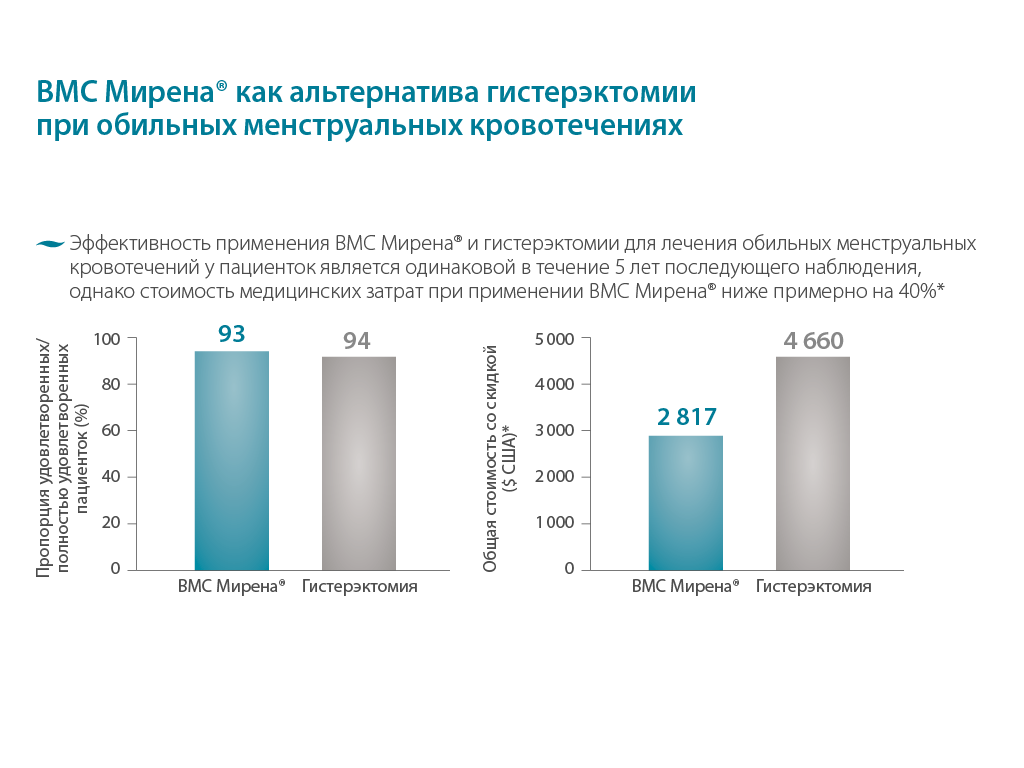 ВМС Мирена® как альтернатива гистерэктомии
при обильных менструальных кровотечениях
Эффективность применения ВМС Мирена® и гистерэктомии для лечения обильных менструальных
кровотечений у пациенток является одинаковой в течение 5 лет последующего наблюдения,
однако стоимость медицинских затрат при применении ВМС Мирена® ниже примерно на 40%*
Пропорция удовлетворенных/
полностью удовлетворенных
пациенток (%)
100
80
60
40
20
0
93
94
ВМС Мирена®
Гистерэктомия
Общая стоимость со скидкой
($ США)*
5 000
4 000
3 000
2 000
1 000
0
2 817
4 660
ВМС Мирена®
Гистерэктомия